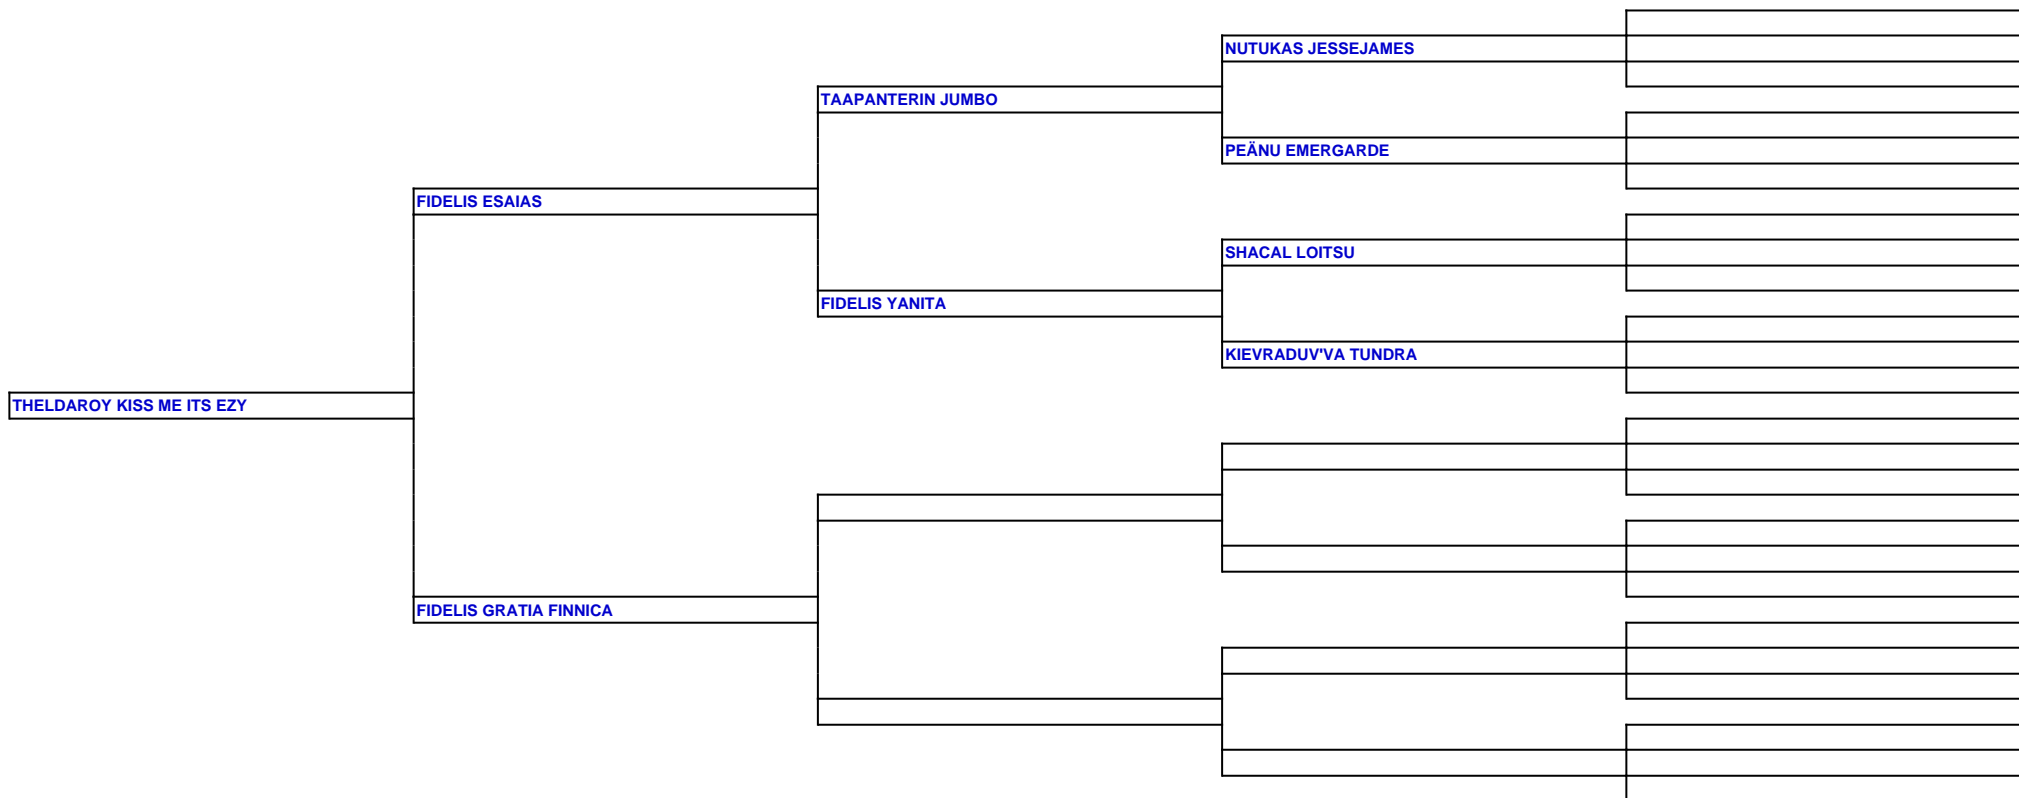 NUTUKAS JESSEJAMES
TAAPANTERIN JUMBO
PEÄNU EMERGARDE
FIDELIS ESAIAS
SHACAL LOITSU
FIDELIS YANITA
KIEVRADUV'VA TUNDRA
THELDAROY KISS ME ITS EZY
FIDELIS GRATIA FINNICA